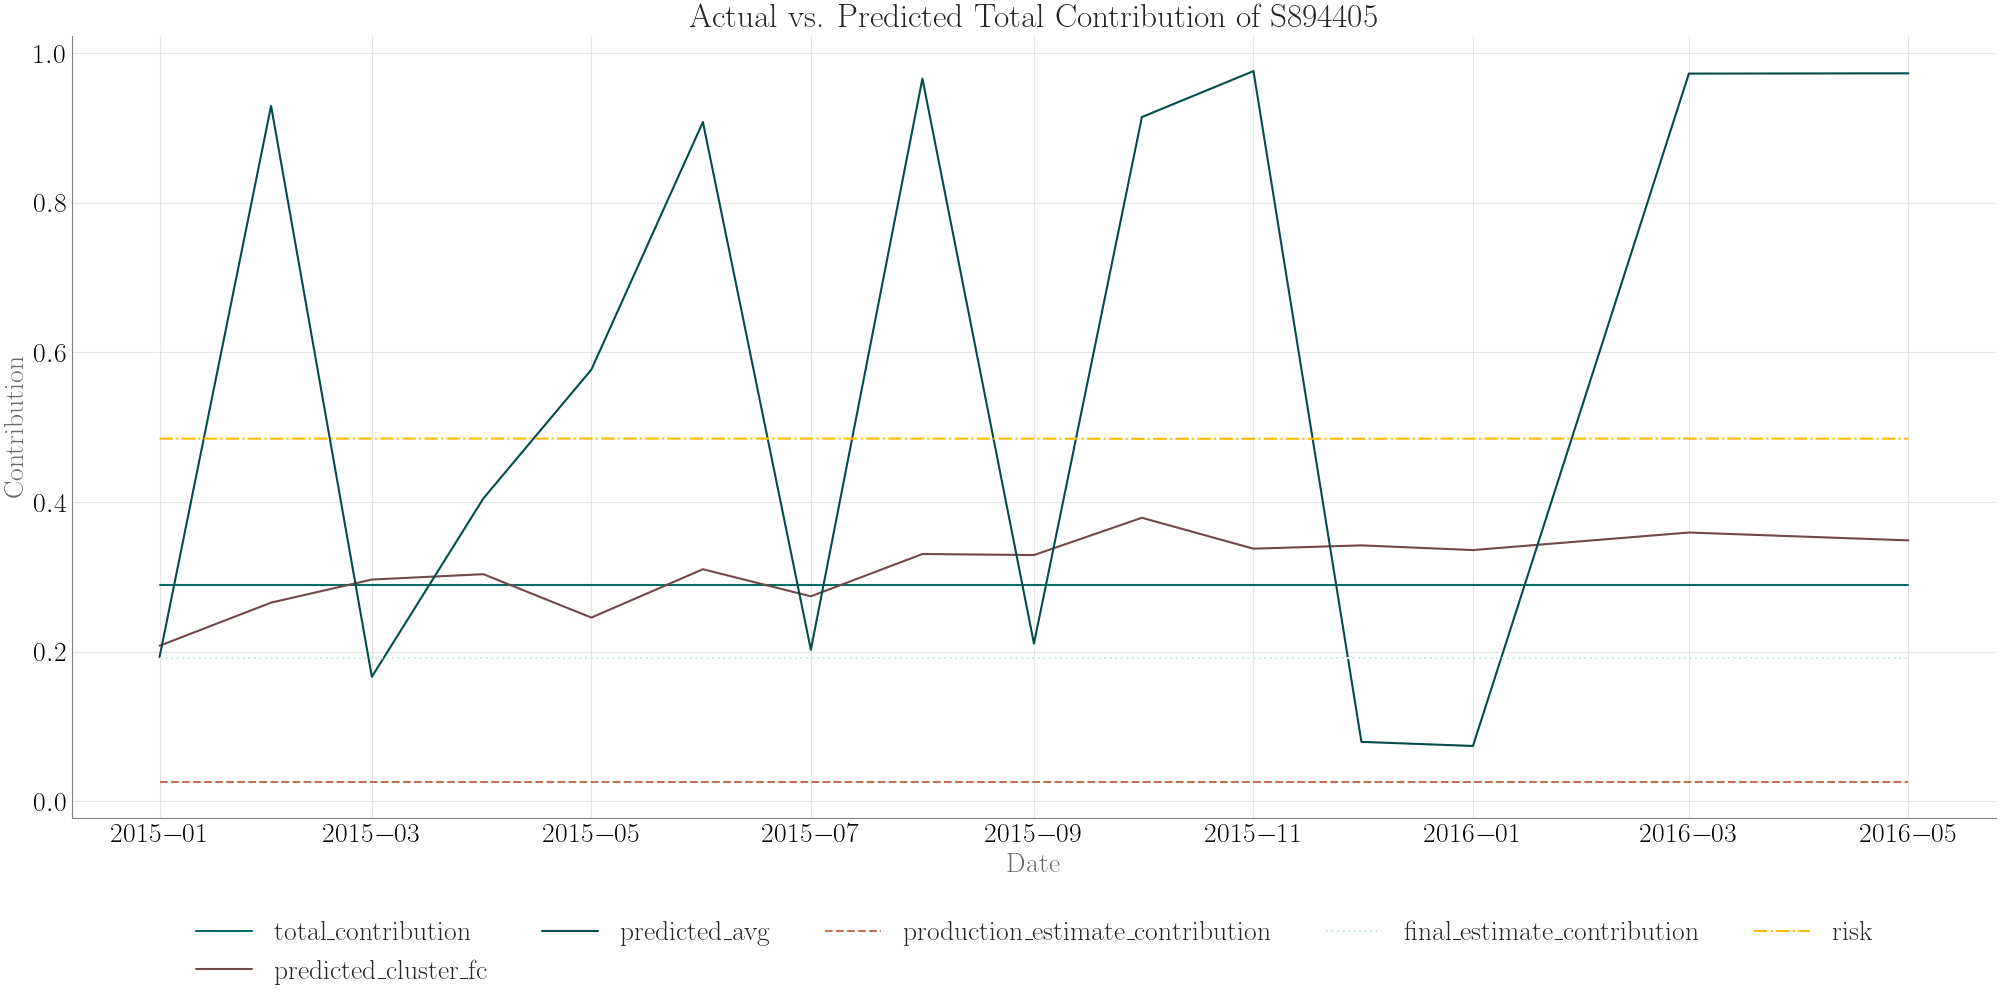 Actual vs. Predicted Total Contribution of S894405
1.0
0.8
0.6
0.4
0.2
0.0
Contribution
2015–01 2015–03 2015–05 2015–07 2015–09 2015–11 2016–01 2016–03 2016–05
Date
total_contribution predicted_avg production_estimate_contribution final_estimate_contribution risk
predicted_cluster_fc